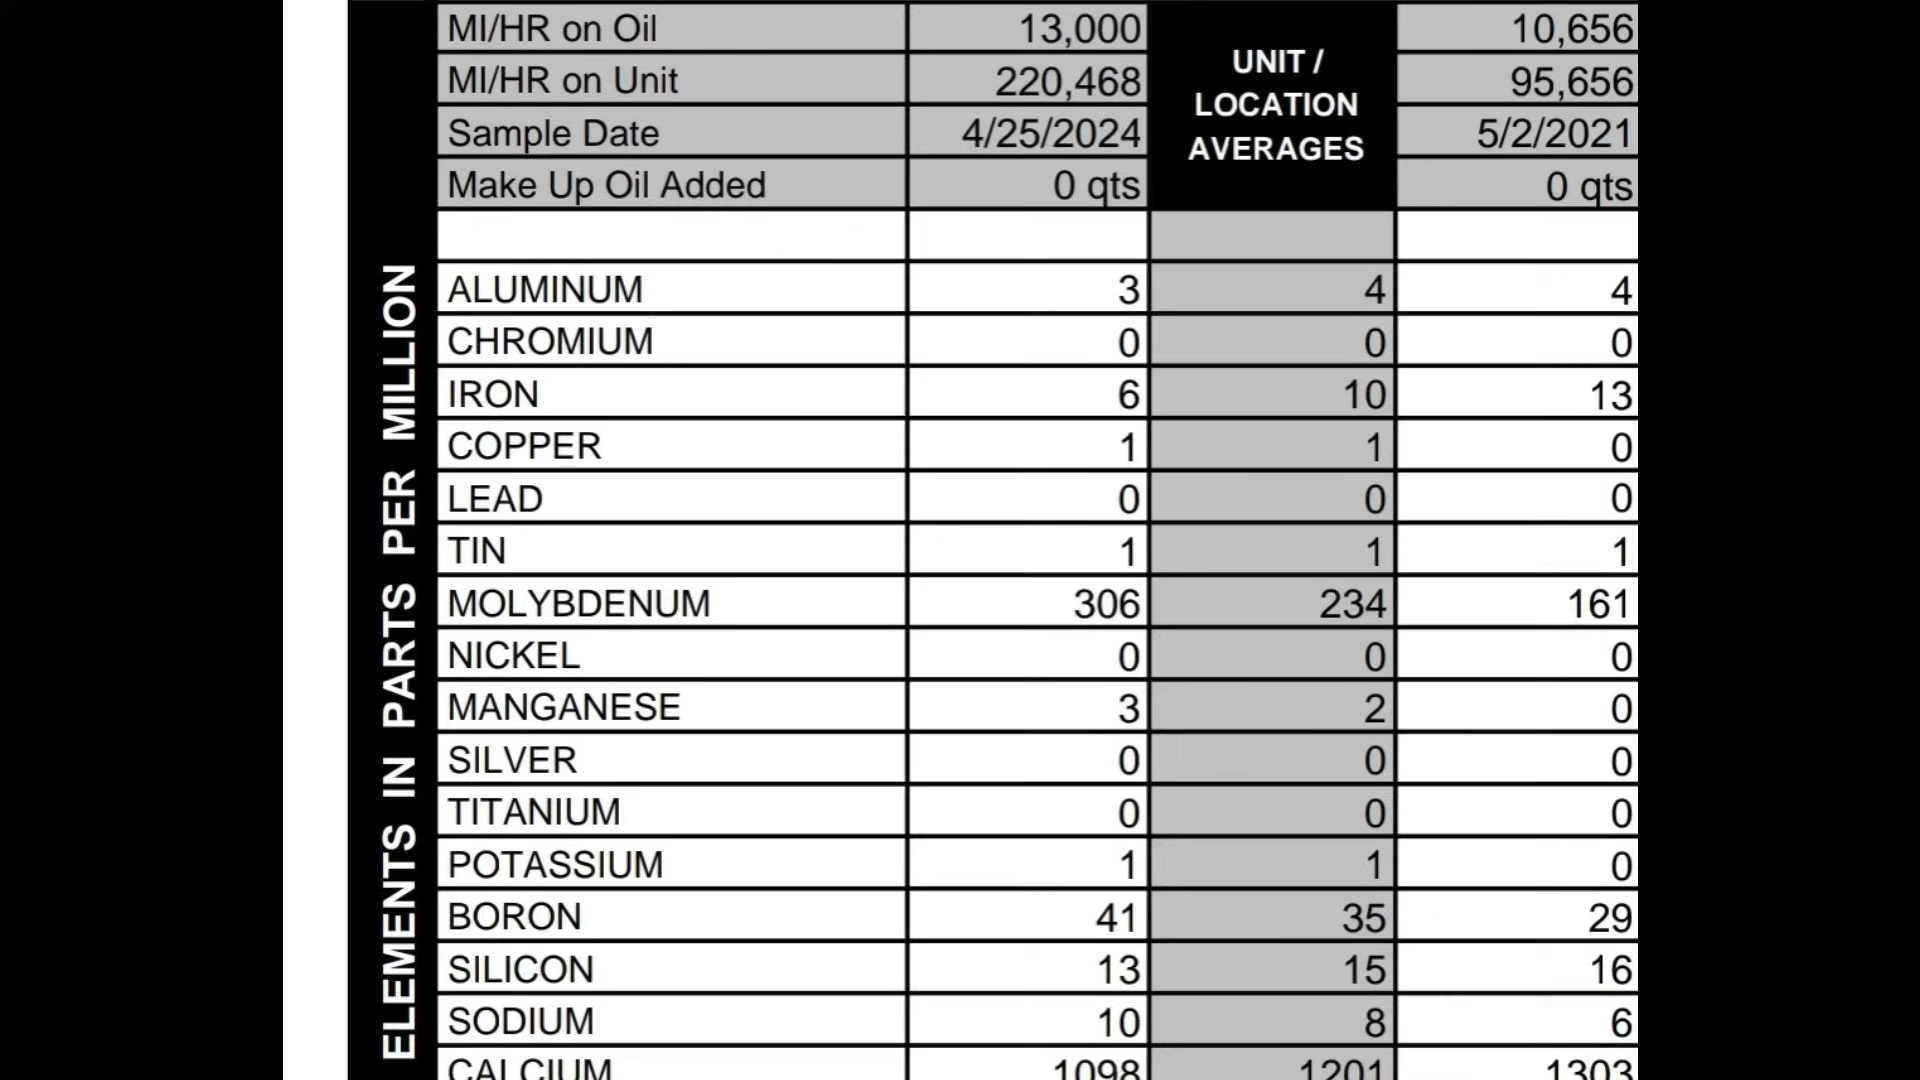 MI/HR on Oil 13,000 10,656
MI/HR on Unit 220,468 95,656
Sample Date 4/25/2024 5/2/2021
Make Up Oil Added 0 qts 0 qts
UNIT /
LOCATION
AVERAGES
ELEMENTS IN PARTS PER MILLION
ALUMINUM 3 4 4
CHROMIUM 0 0 0
IRON 6 10 13
COPPER 1 1 0
LEAD 0 0 0
TIN 1 1 1
MOLYBDENUM 306 234 161
NICKEL 0 0 0
MANGANESE 3 2 0
SILVER 0 0 0
TITANIUM 0 0 0
POTASSIUM 1 1 0
BORON 41 35 29
SILICON 13 15 16
SODIUM 10 8 6
CALCIUM 1098 1201 1303